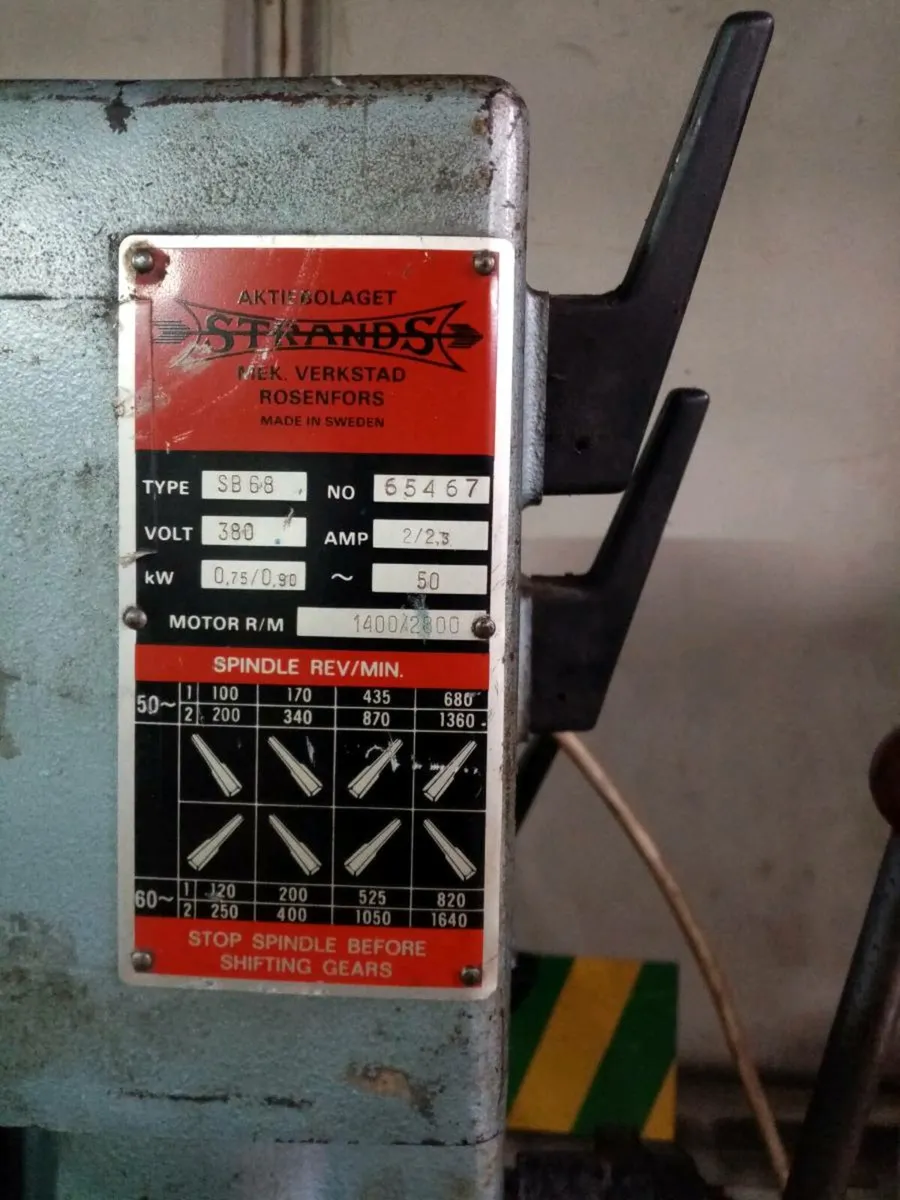 AKTIEBOLAGET
STRANDS
MEK. VERKSTAD
ROSENFORS
MADE IN SWEDEN
TYPE SB68 NO 65467
VOLT 380 AMP 2/2,3
kW 0,75/0,90 ~ 50
MOTOR R/M 1400/2800
SPINDLE REV/MIN.
50~ 1 100 170 435 680
2 200 340 870 1360
60~ 1 120 200 525 820
2 250 400 1050 1640
STOP SPINDLE BEFORE
SHIFTING GEARS